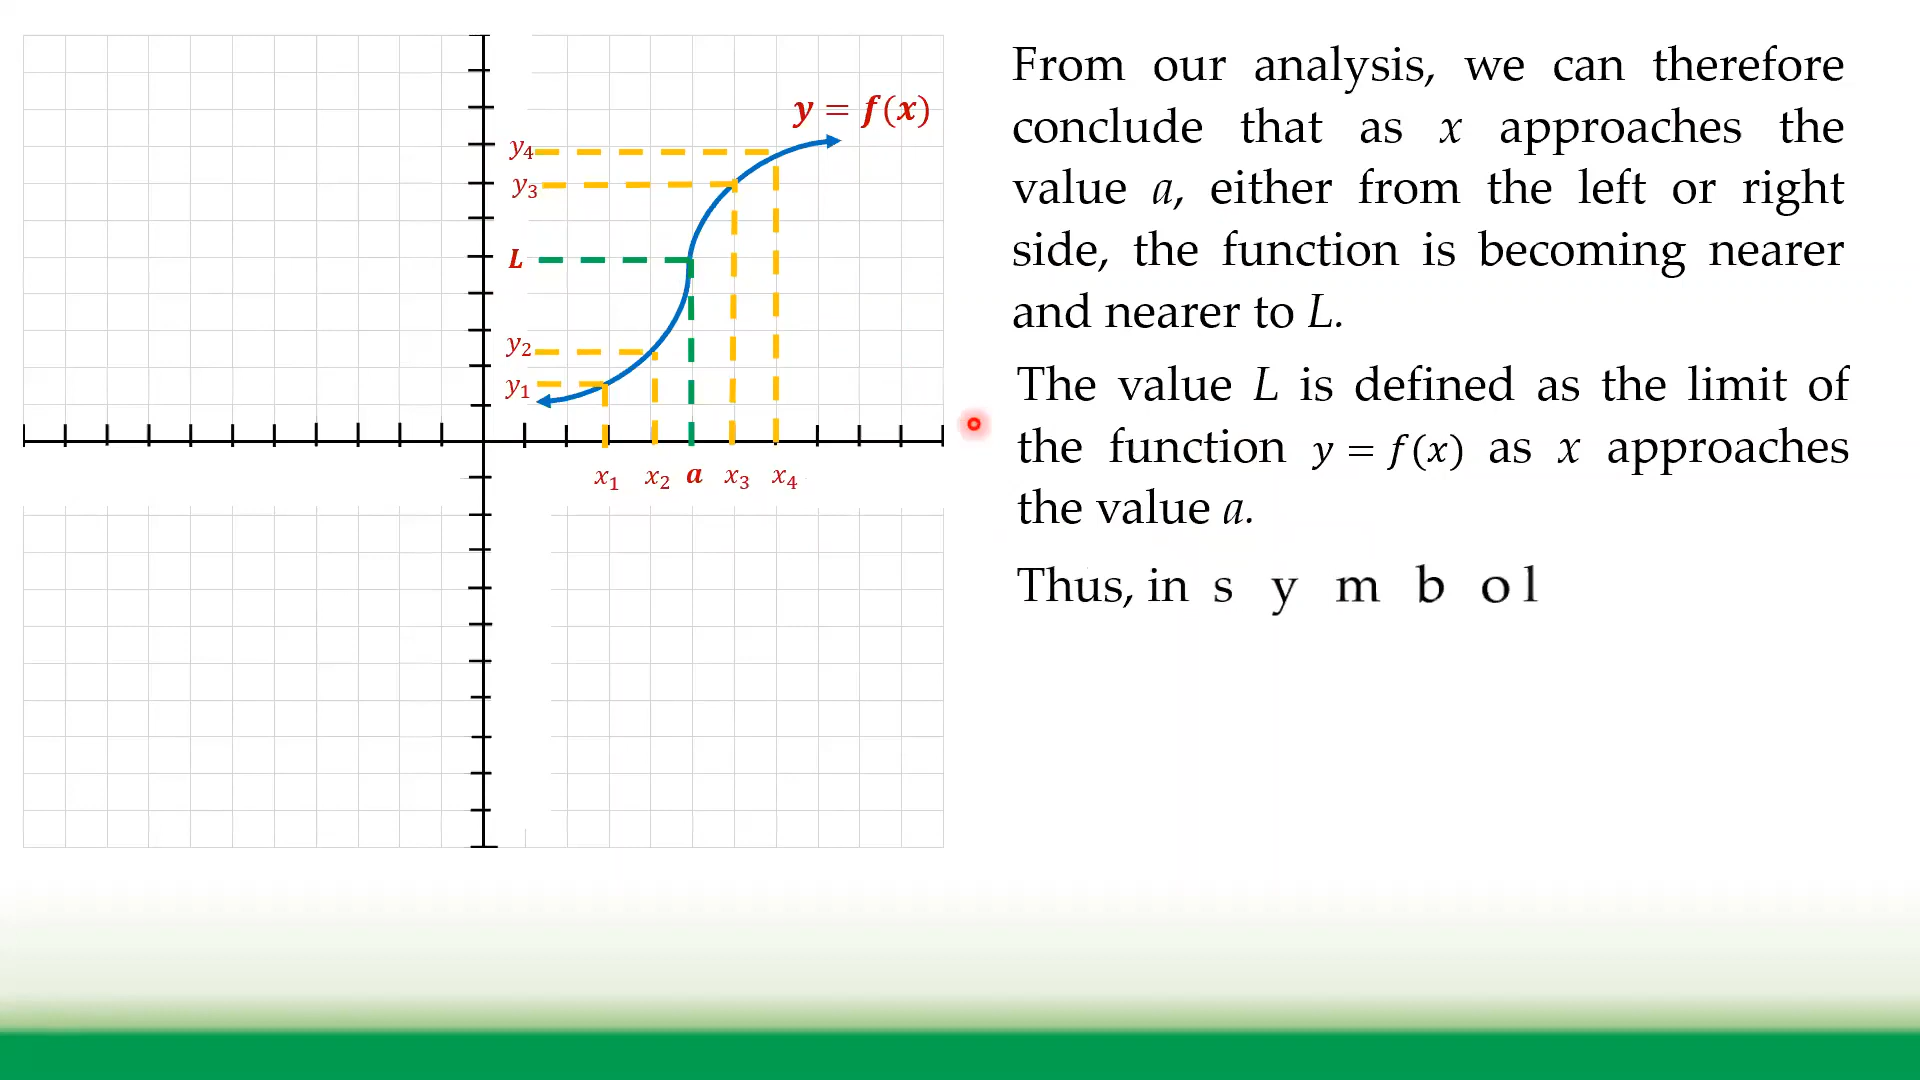 y = f(x)
y₄
y₃
L
y₂
y₁
x₁ x₂ a x₃ x₄
From our analysis, we can therefore
conclude that as x approaches the
value a, either from the left or right
side, the function is becoming nearer
and nearer to L.
The value L is defined as the limit of
the function y = f(x) as x approaches
the value a.
Thus, in s y m b o l